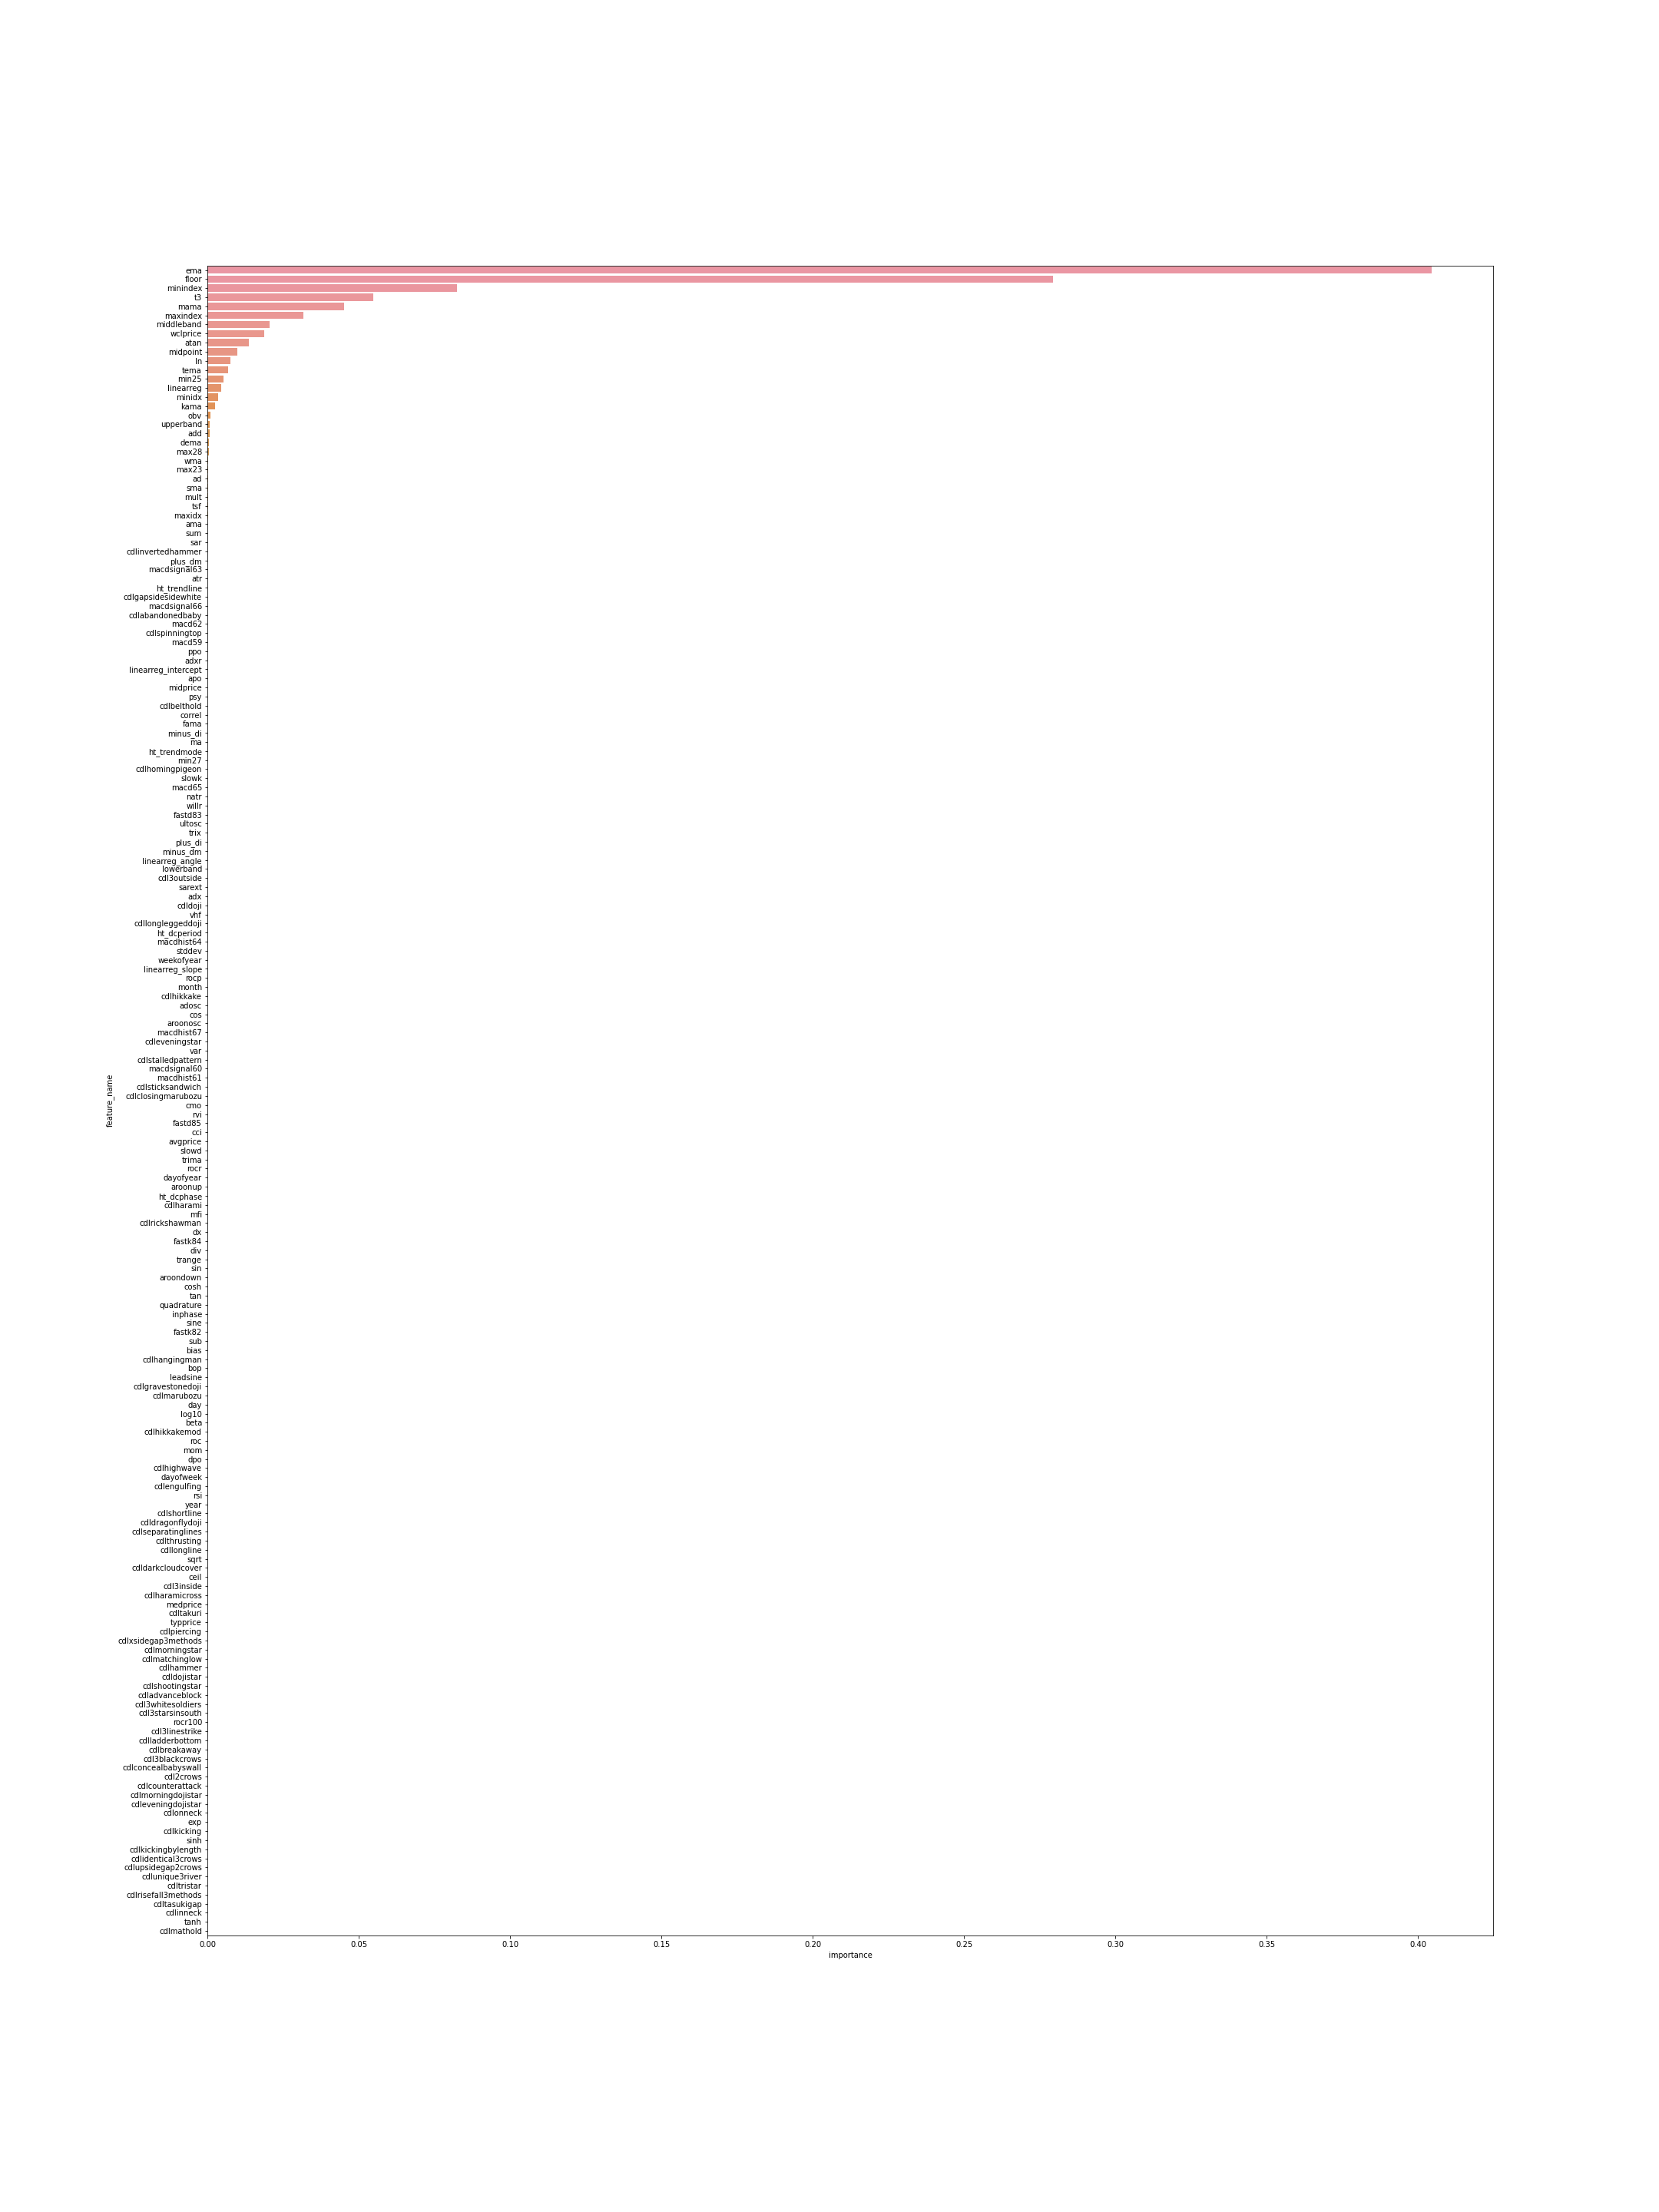 ema
floor
minindex
t3
mama
maxindex
middleband
wclprice
atan
midpoint
ln
tema
min25
linearreg
minidx
kama
obv
upperband
add
dema
max28
wma
max23
ad
sma
mult
tsf
maxidx
ama
sum
sar
cdlinvertedhammer
plus_dm
macdsignal63
atr
ht_trendline
cdlgapsidesidewhite
macdsignal66
cdlabandonedbaby
macd62
cdlspinningtop
macd59
ppo
adxr
linearreg_intercept
apo
midprice
psy
cdlbelthold
correl
fama
minus_di
ma
ht_trendmode
min27
cdlhomingpigeon
slowk
macd65
natr
willr
fastd83
ultosc
trix
plus_di
minus_dm
linearreg_angle
lowerband
cdl3outside
sarext
adx
cdldoji
vhf
cdllongleggeddoji
ht_dcperiod
macdhist64
stddev
weekofyear
linearreg_slope
rocp
month
cdlhikkake
adosc
cos
aroonosc
macdhist67
cdleveningstar
var
cdlstalledpattern
macdsignal60
macdhist61
cdlsticksandwich
cdlclosingmarubozu
cmo
rvi
fastd85
cci
avgprice
slowd
trima
rocr
dayofyear
aroonup
ht_dcphase
cdlharami
mfi
cdlrickshawman
dx
fastk84
div
trange
sin
aroondown
cosh
tan
quadrature
inphase
sine
fastk82
sub
bias
cdlhangingman
bop
leadsine
cdlgravestonedoji
cdlmarubozu
day
log10
beta
cdlhikkakemod
roc
mom
dpo
cdlhighwave
dayofweek
cdlengulfing
rsi
year
cdlshortline
cdldragonflydoji
cdlseparatinglines
cdlthrusting
cdllongline
sqrt
cdldarkcloudcover
ceil
cdl3inside
cdlharamicross
medprice
cdltakuri
typprice
cdlpiercing
cdlxsidegap3methods
cdlmorningstar
cdlmatchinglow
cdlhammer
cdldojistar
cdlshootingstar
cdladvanceblock
cdl3whitesoldiers
cdl3starsinsouth
rocr100
cdl3linestrike
cdlladderbottom
cdlbreakaway
cdl3blackcrows
cdlconcealbabyswall
cdl2crows
cdlcounterattack
cdlmorningdojistar
cdleveningdojistar
cdlonneck
exp
cdlkicking
sinh
cdlkickingbylength
cdlidentical3crows
cdlupsidegap2crows
cdlunique3river
cdltristar
cdlrisefall3methods
cdltasukigap
cdlinneck
tanh
cdlmathold
feature_name
0.00 0.05 0.10 0.15 0.20 0.25 0.30 0.35 0.40
importance